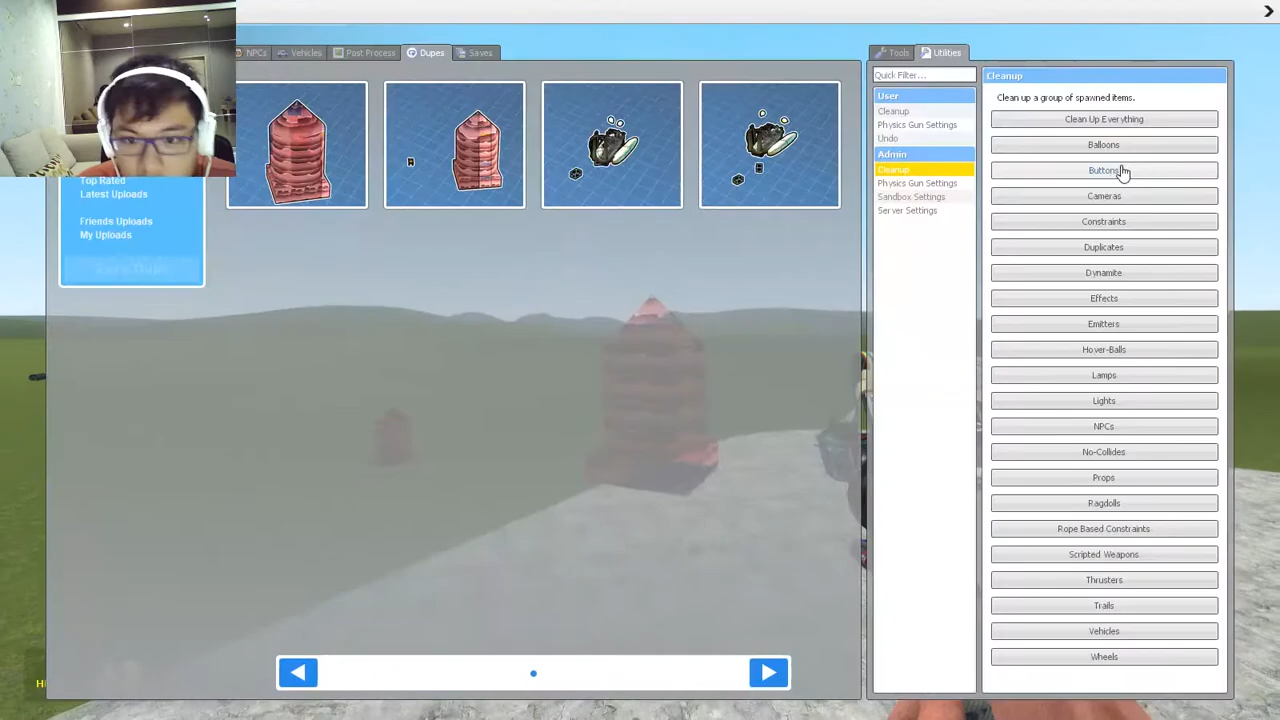 NPCs
Vehicles
Post Process
Dupes
Saves
Top Rated
Latest Uploads
Friends Uploads
My Uploads
Tools
Utilities
Quick Filter...
User
Cleanup
Physics Gun Settings
Undo
Admin
Cleanup
Physics Gun Settings
Sandbox Settings
Server Settings
Cleanup
Clean up a group of spawned items.
Clean Up Everything
Balloons
Buttons
Cameras
Constraints
Duplicates
Dynamite
Effects
Emitters
Hover-Balls
Lamps
Lights
NPCs
No-Collides
Props
Ragdolls
Rope Based Constraints
Scripted Weapons
Thrusters
Trails
Vehicles
Wheels